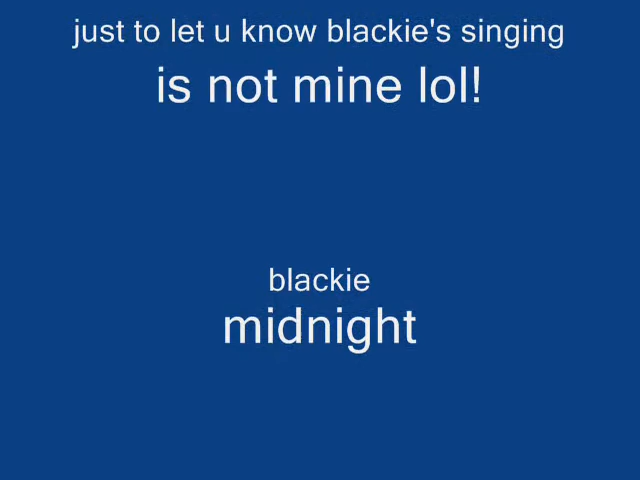 just to let u know blackie's singing
is not mine lol!
blackie
midnight